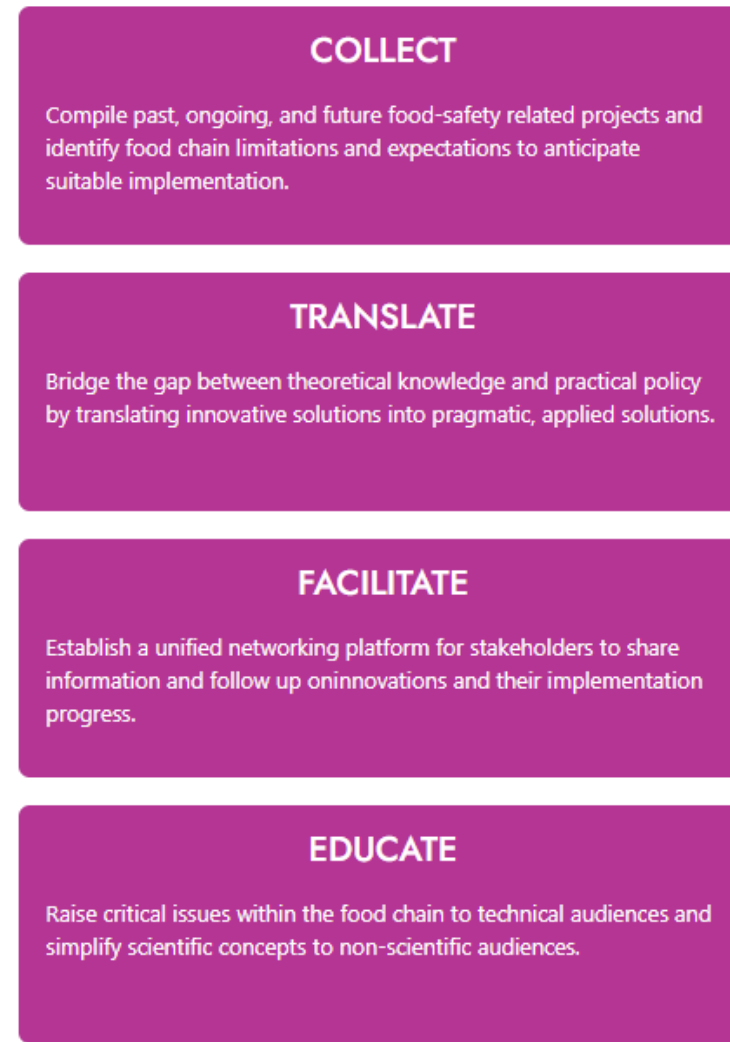 COLLECT
Compile past, ongoing, and future food-safety related projects and
identify food chain limitations and expectations to anticipate
suitable implementation.
TRANSLATE
Bridge the gap between theoretical knowledge and practical policy
by translating innovative solutions into pragmatic, applied solutions.
FACILITATE
Establish a unified networking platform for stakeholders to share
information and follow up oninnovations and their implementation
progress.
EDUCATE
Raise critical issues within the food chain to technical audiences and
simplify scientific concepts to non-scientific audiences.